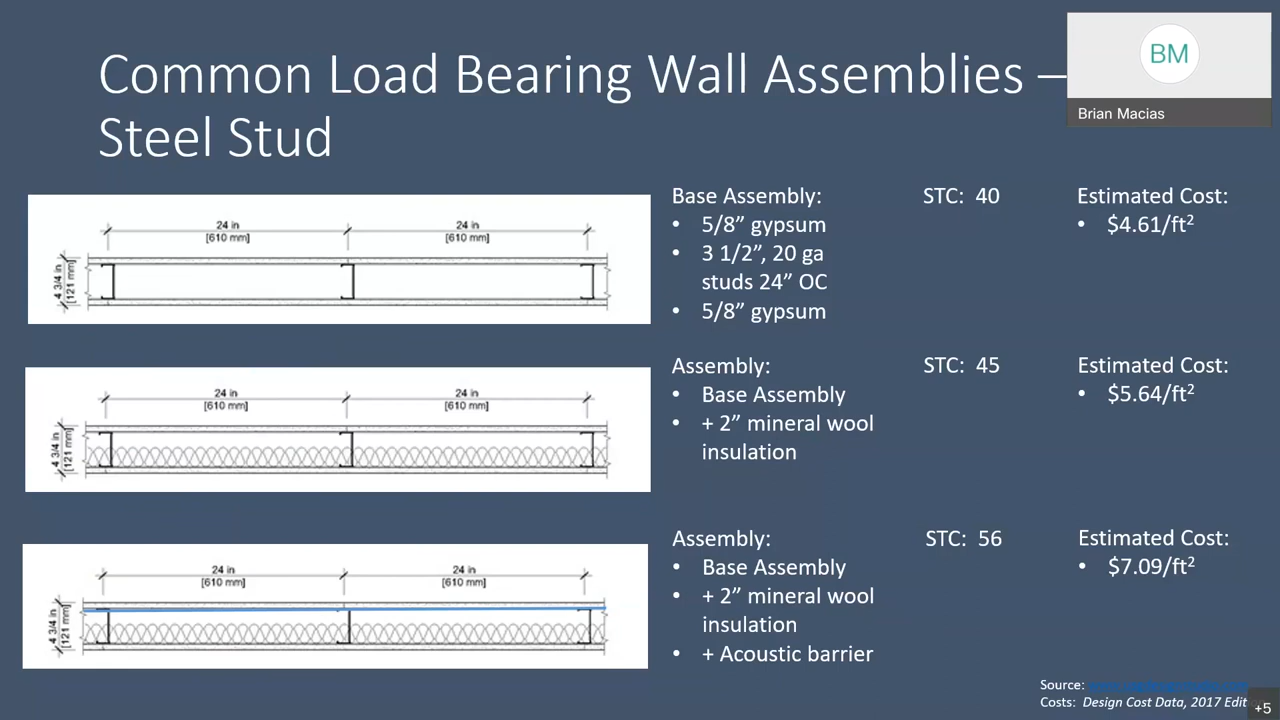 Common Load Bearing Wall Assemblies –
Steel Stud
BM
Brian Macias
24 in
[610 mm]
24 in
[610 mm]
4 3/4 in
[121 mm]
Base Assembly:
• 5/8” gypsum
• 3 1/2”, 20 ga
studs 24” OC
• 5/8” gypsum
STC: 40
Estimated Cost:
• $4.61/ft²
24 in
[610 mm]
24 in
[610 mm]
4 3/4 in
[121 mm]
Assembly:
• Base Assembly
• + 2” mineral wool
insulation
STC: 45
Estimated Cost:
• $5.64/ft²
24 in
[610 mm]
24 in
[610 mm]
4 3/4 in
[121 mm]
Assembly:
• Base Assembly
• + 2” mineral wool
insulation
• + Acoustic barrier
STC: 56
Estimated Cost:
• $7.09/ft²
Source:
Costs: Design Cost Data, 2017 Edit
+5